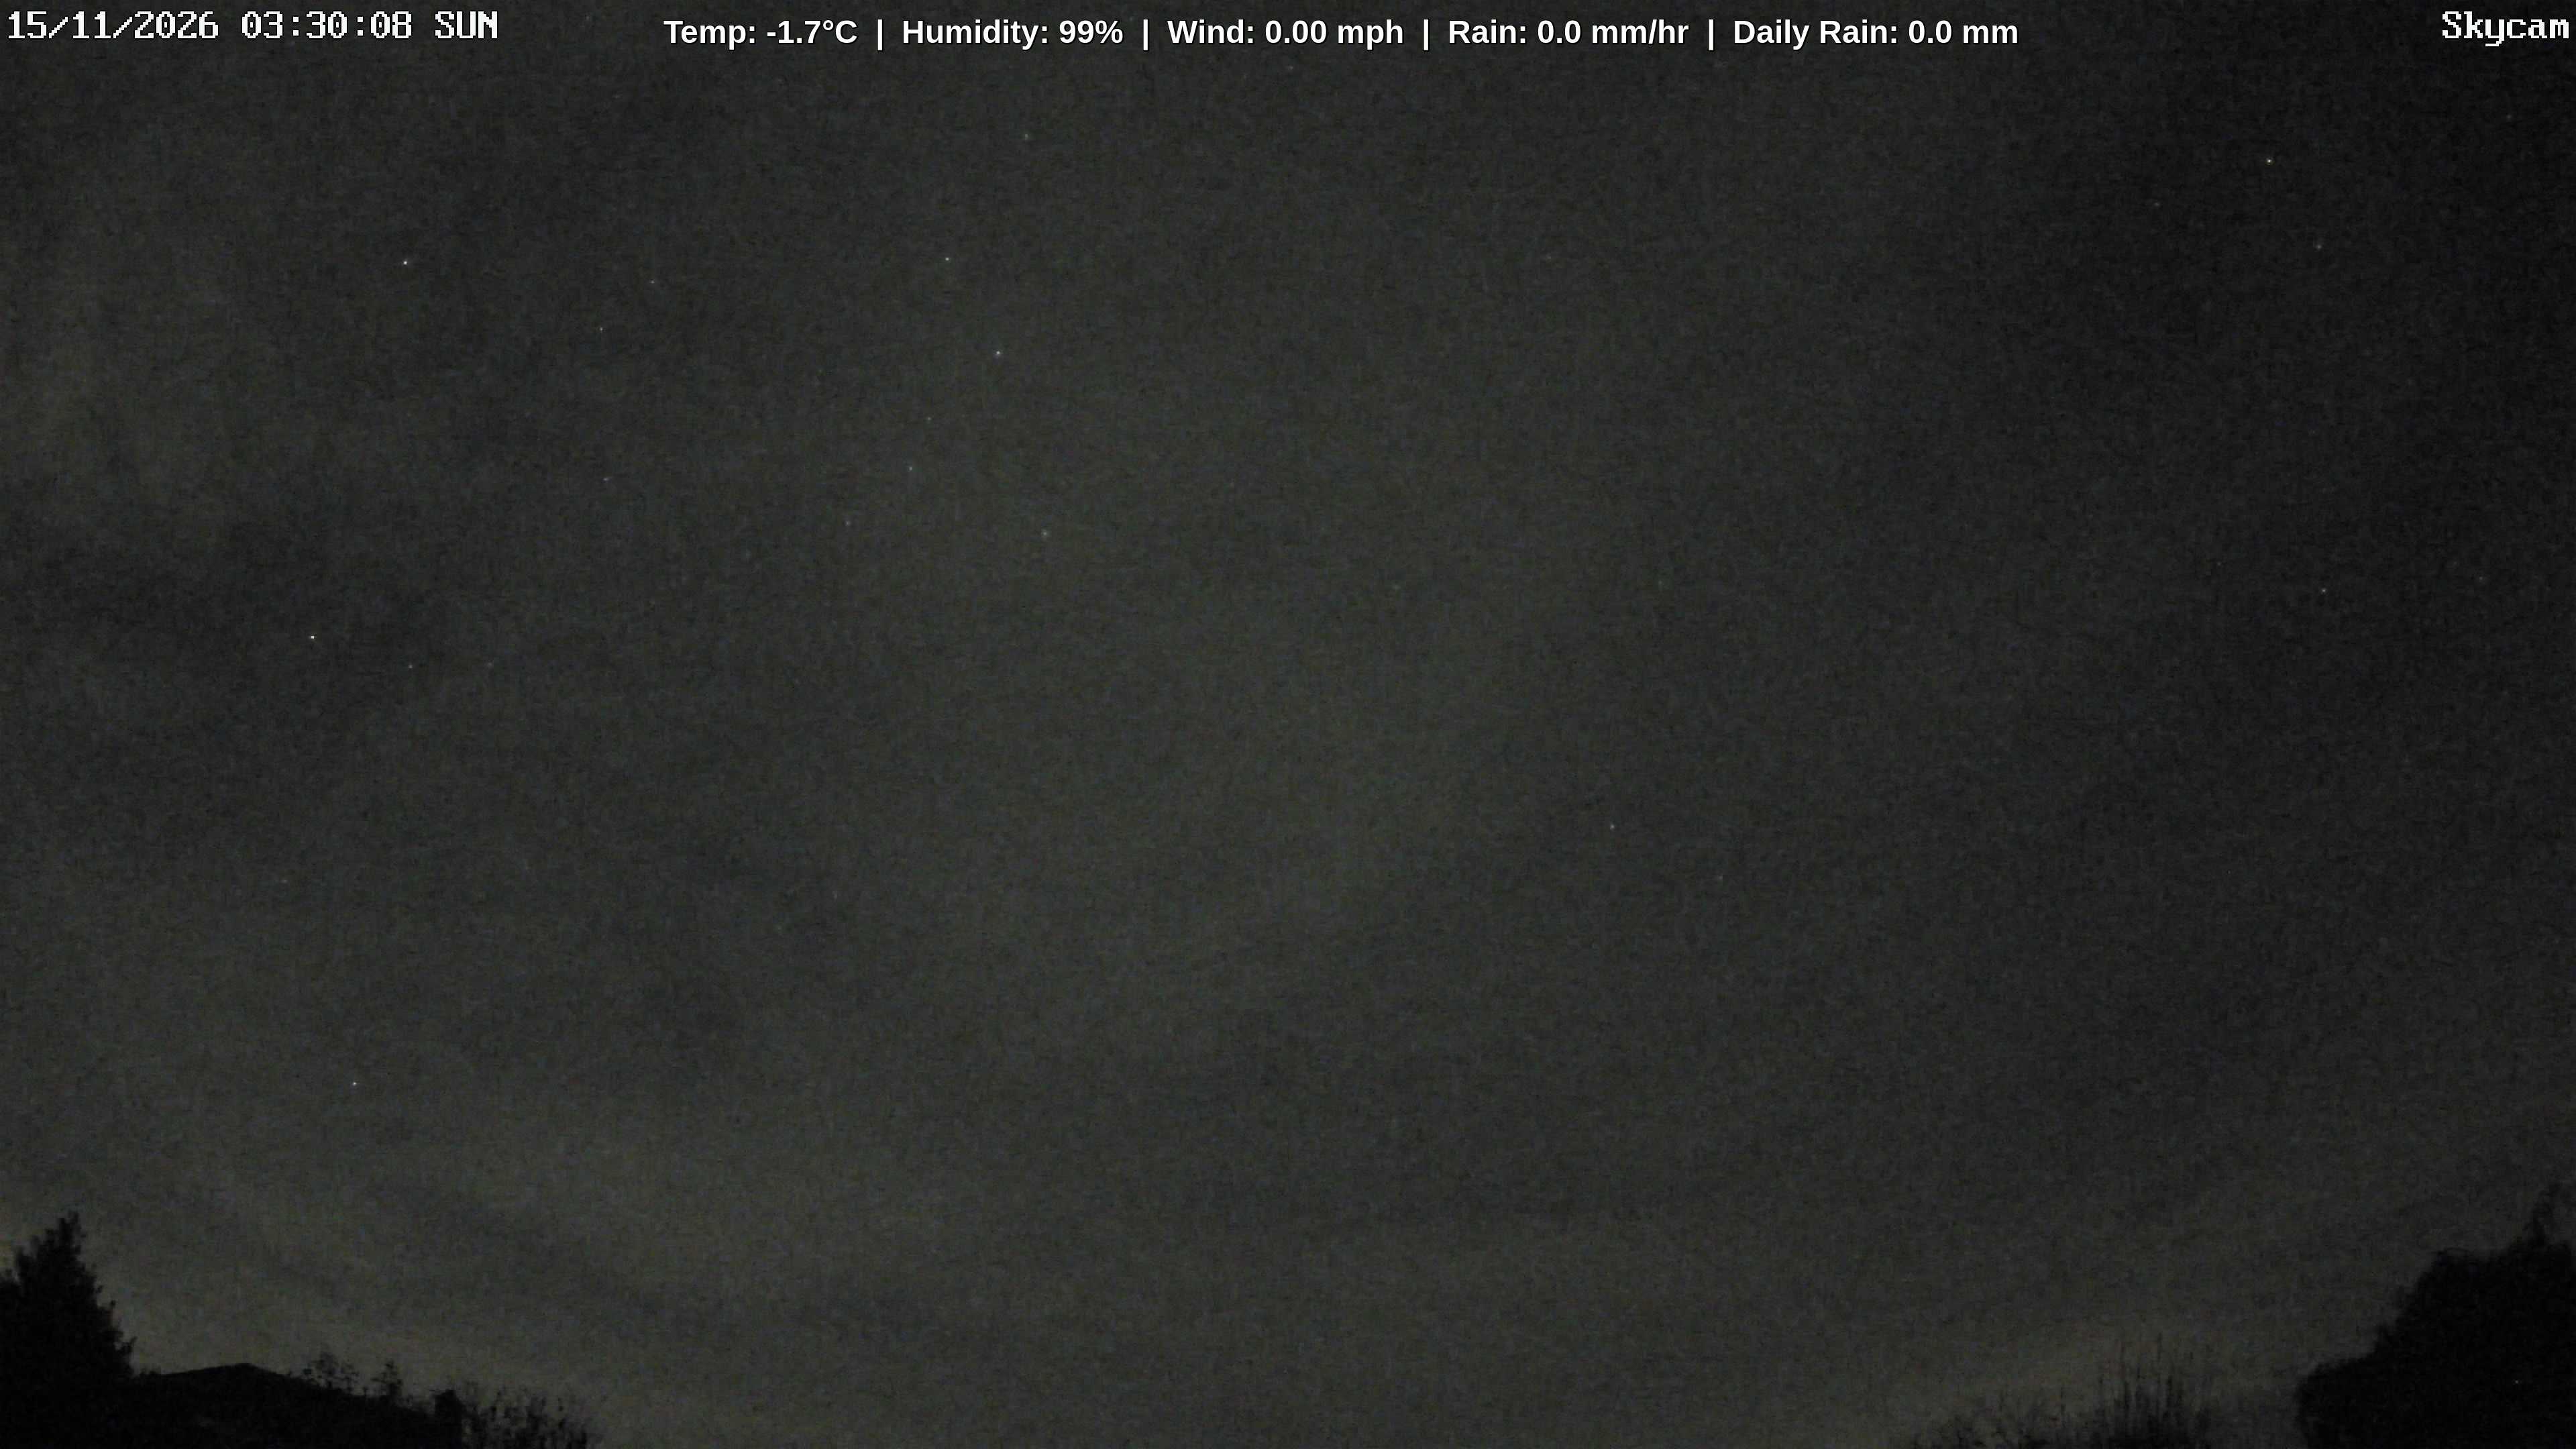 15/11/2026 03:30:08 SUN
Temp: -1.7°C | Humidity: 99% | Wind: 0.00 mph | Rain: 0.0 mm/hr | Daily Rain: 0.0 mm
Skycam